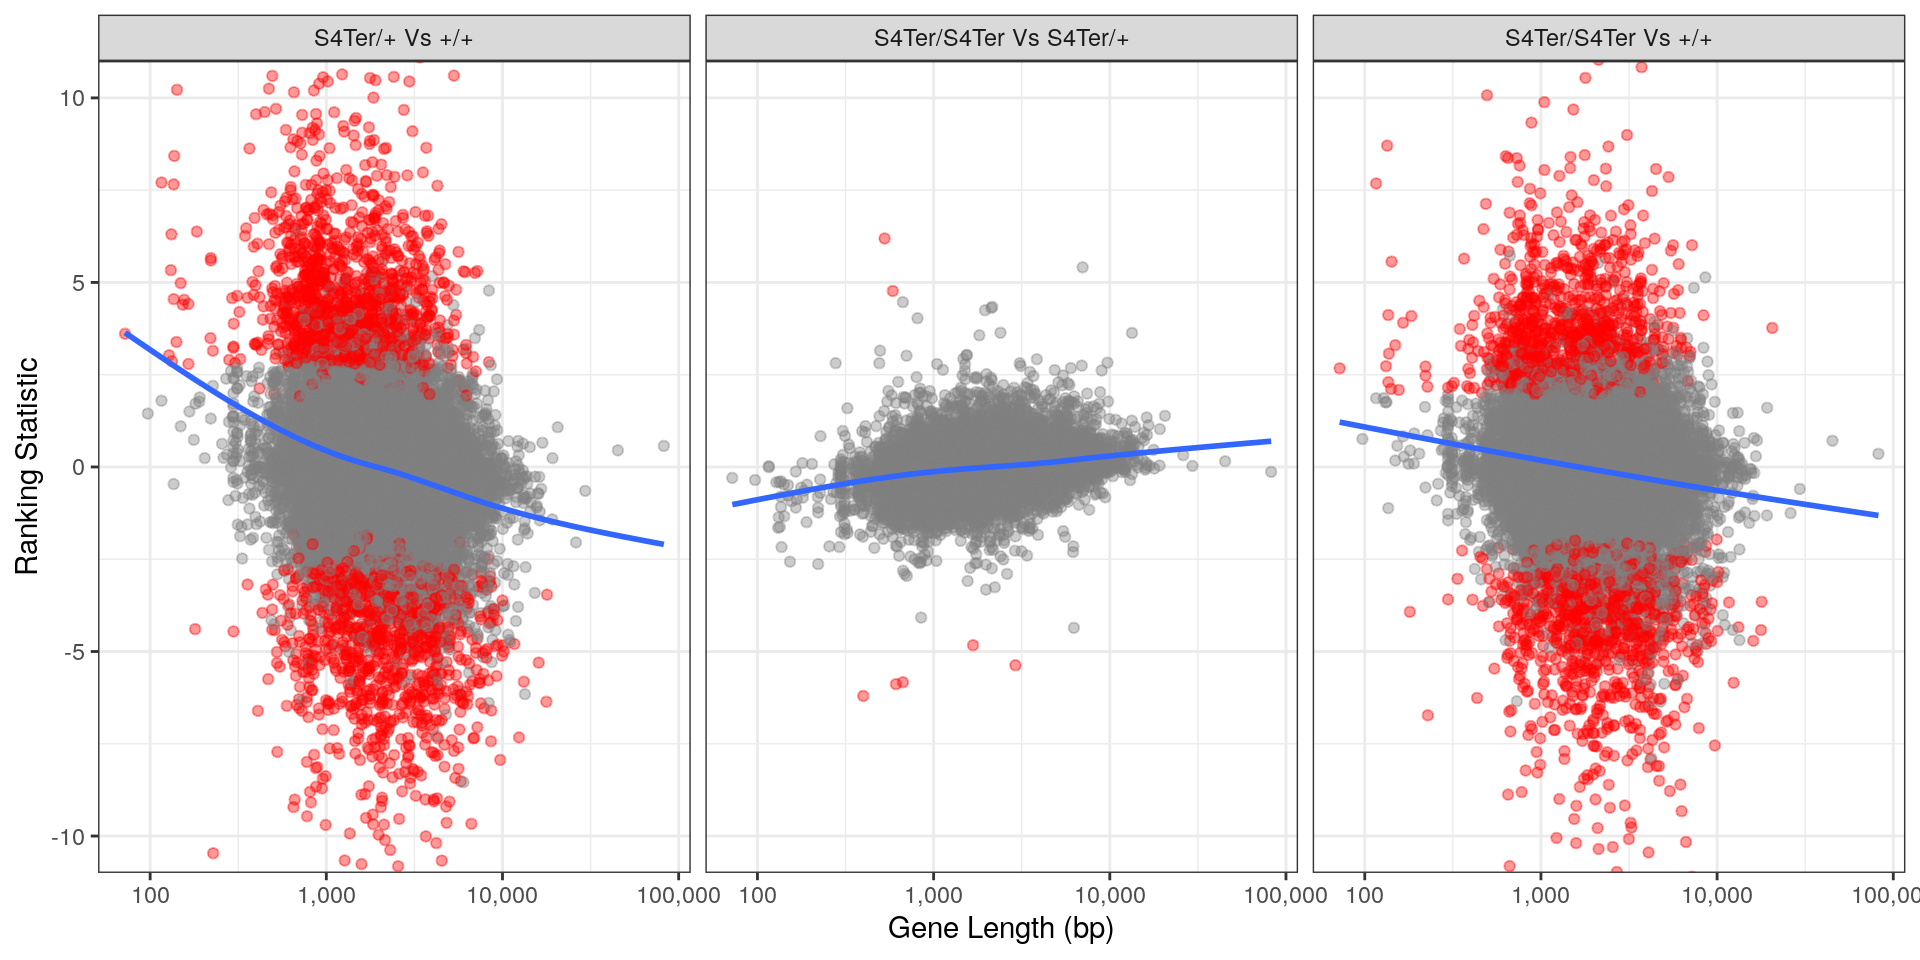 S4Ter/+ Vs +/+
S4Ter/S4Ter Vs S4Ter/+
S4Ter/S4Ter Vs +/+
Ranking Statistic
10
5
0
-5
-10
100 1,000 10,000 100,000
100 1,000 10,000 100,000
100 1,000 10,000 100,00
Gene Length (bp)